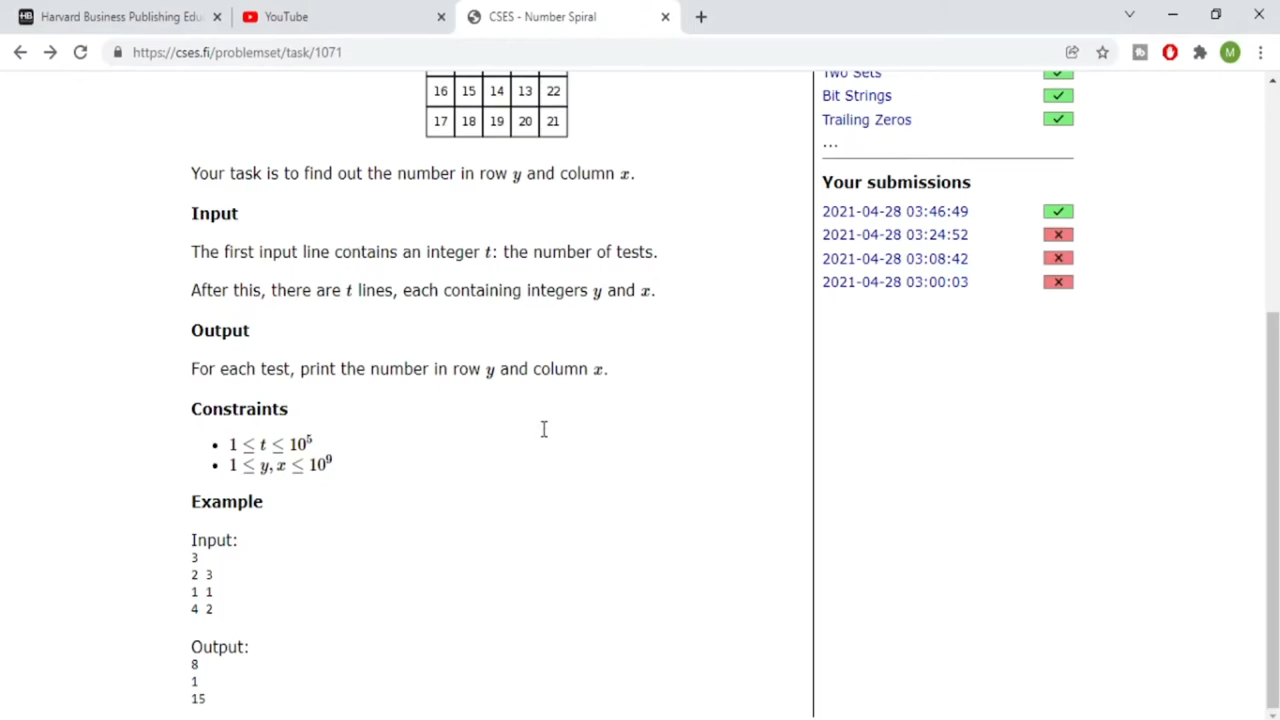 Harvard Business Publishing Edu
YouTube
CSES - Number Spiral
https://cses.fi/problemset/task/1071
M
16 15 14 13 22
17 18 19 20 21
Your task is to find out the number in row y and column x.
Input
The first input line contains an integer t: the number of tests.
After this, there are t lines, each containing integers y and x.
Output
For each test, print the number in row y and column x.
Constraints
• 1 ≤ t ≤ 10⁵
• 1 ≤ y, x ≤ 10⁹
Example
Input:
3
2 3
1 1
4 2
Output:
8
1
15
Two Sets
Bit Strings
Trailing Zeros
...
Your submissions
2021-04-28 03:46:49
2021-04-28 03:24:52
2021-04-28 03:08:42
2021-04-28 03:00:03